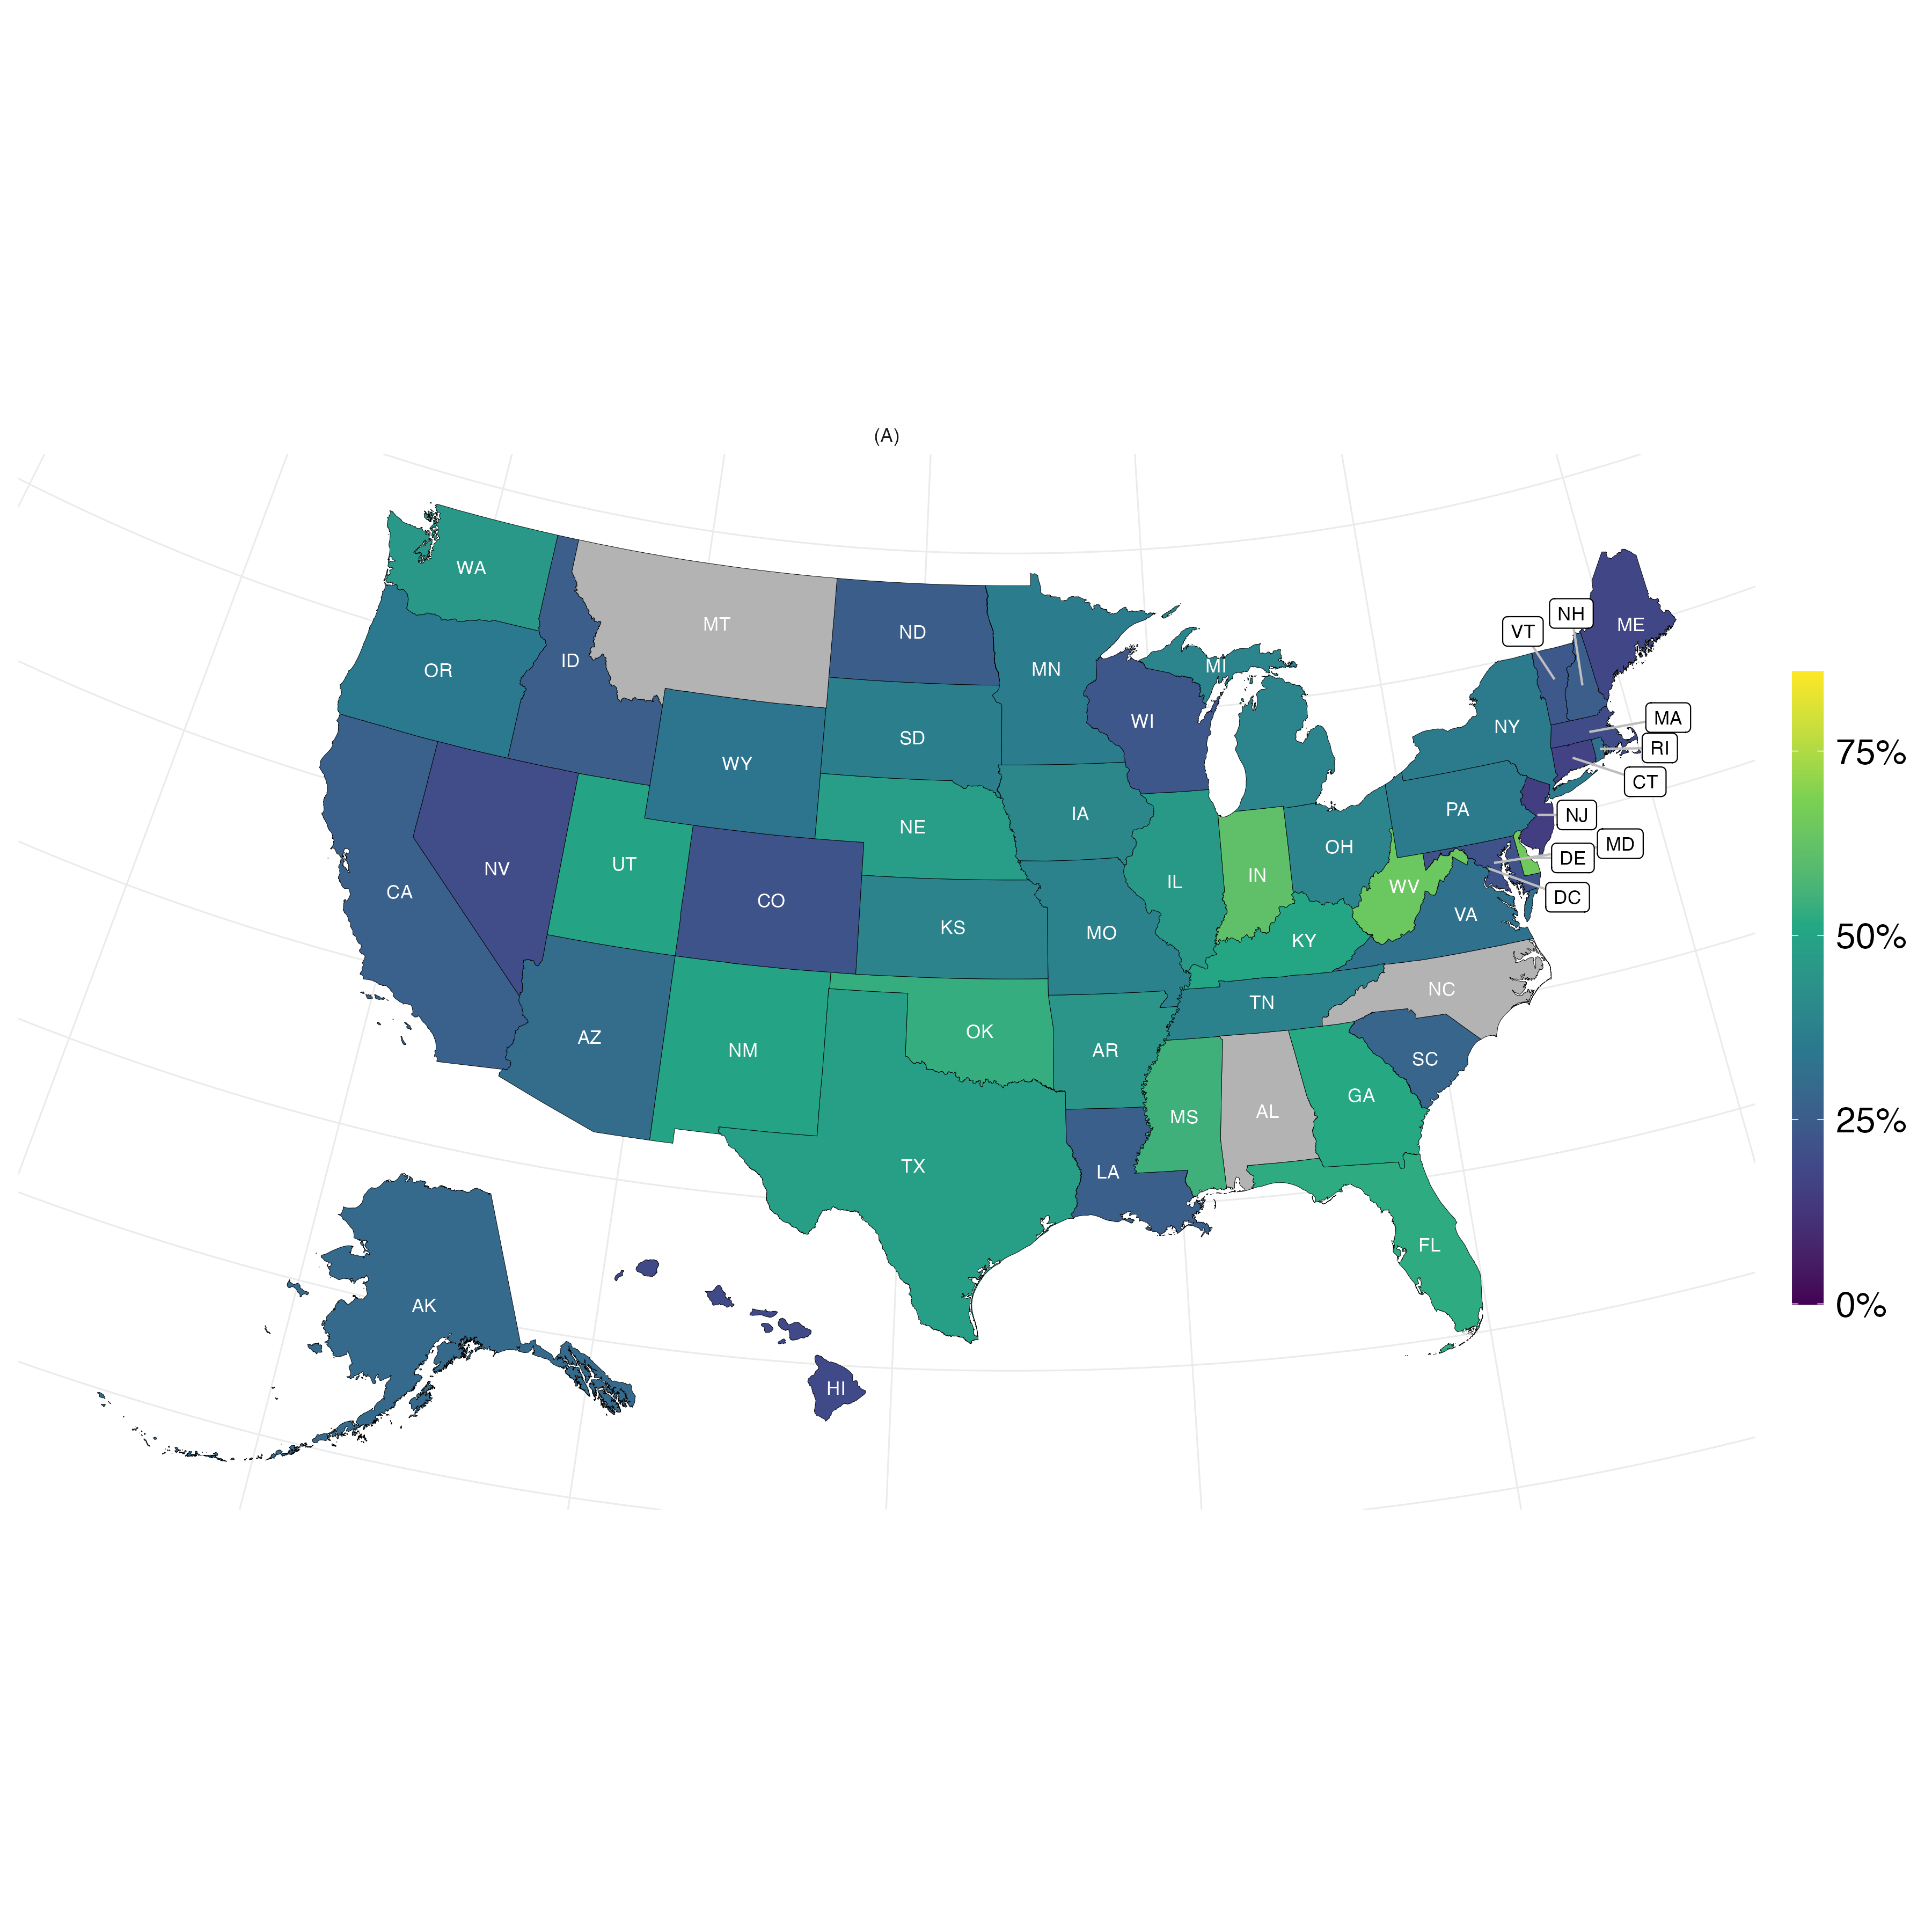 (A)
WA
MT
ND
OR
ID
MN
MI
WI
SD
WY
VT
NH
ME
MA
RI
CT
NY
NJ
MD
DE
DC
PA
IA
NE
OH
IL
IN
WV
VA
UT
NV
CA
CO
KS
MO
KY
NC
TN
SC
OK
AR
AZ
NM
GA
MS
AL
TX
LA
FL
AK
HI
75%
50%
25%
0%